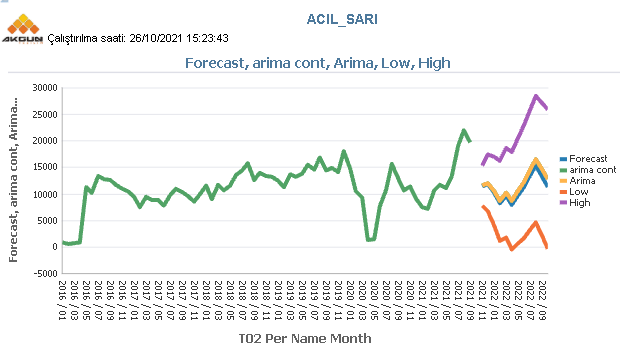 ACIL_SARI
AKGUN
Çalıştırılma saati: 26/10/2021 15:23:43
Forecast, arima cont, Arima, Low, High
Forecast, arima cont, Arima...
30000
25000
20000
15000
10000
5000
0
-5000
2016 / 01
2016 / 03
2016 / 05
2016 / 07
2016 / 09
2016 / 11
2017 / 01
2017 / 03
2017 / 05
2017 / 07
2017 / 09
2017 / 11
2018 / 01
2018 / 03
2018 / 05
2018 / 07
2018 / 09
2018 / 11
2019 / 01
2019 / 03
2019 / 05
2019 / 07
2019 / 09
2019 / 11
2020 / 01
2020 / 03
2020 / 05
2020 / 07
2020 / 09
2020 / 11
2021 / 01
2021 / 03
2021 / 05
2021 / 07
2021 / 09
2021 / 11
2022 / 01
2022 / 03
2022 / 05
2022 / 07
2022 / 09
T02 Per Name Month
Forecast
arima cont
Arima
Low
High